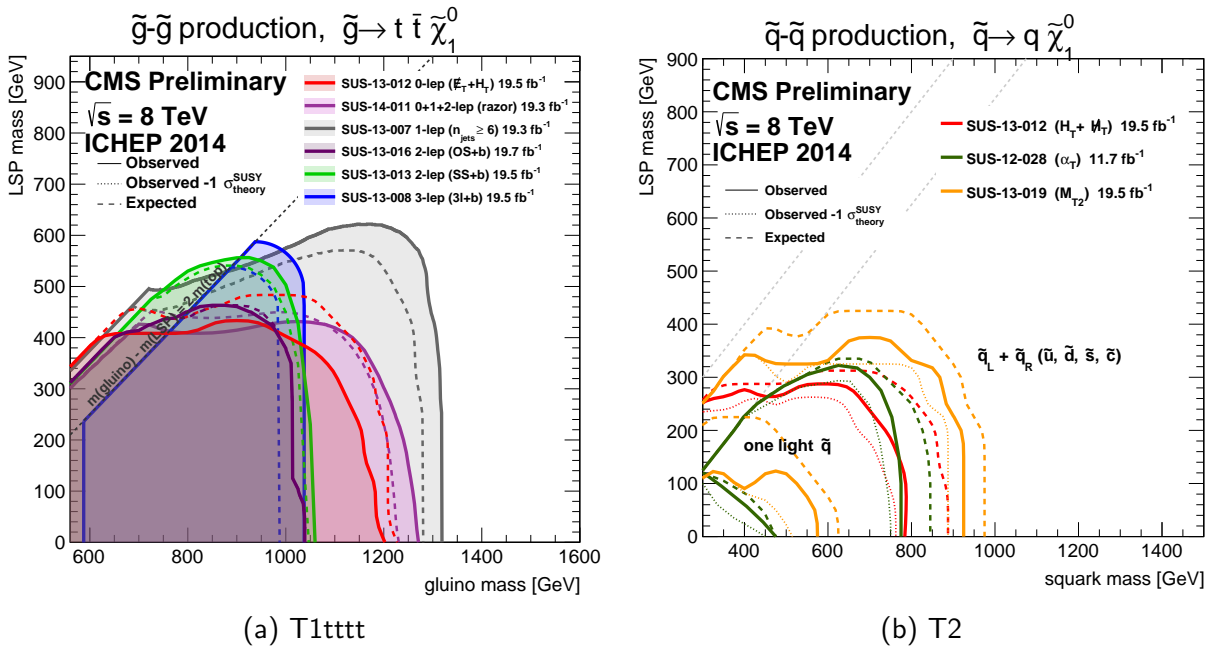 g̃-g̃ production, g̃→ t t̄ χ̃⁰₁
CMS Preliminary
√s = 8 TeV
ICHEP 2014
Observed
Observed -1 σ^SUSY_theory
Expected
SUS-13-012 0-lep (E̸_T+H_T) 19.5 fb⁻¹
SUS-14-011 0+1+2-lep (razor) 19.3 fb⁻¹
SUS-13-007 1-lep (n_jets ≥ 6) 19.3 fb⁻¹
SUS-13-016 2-lep (OS+b) 19.7 fb⁻¹
SUS-13-013 2-lep (SS+b) 19.5 fb⁻¹
SUS-13-008 3-lep (3l+b) 19.5 fb⁻¹
m(gluino) - m(LSP) = 2 m(top)
LSP mass [GeV]
900
800
700
600
500
400
300
200
100
0
600 800 1000 1200 1400 1600
gluino mass [GeV]
(a) T1tttt
q̃-q̃ production, q̃→ q χ̃⁰₁
CMS Preliminary
√s = 8 TeV
ICHEP 2014
Observed
Observed -1 σ^SUSY_theory
Expected
SUS-13-012 (H_T+ H̸_T) 19.5 fb⁻¹
SUS-12-028 (α_T) 11.7 fb⁻¹
SUS-13-019 (M_T2) 19.5 fb⁻¹
q̃_L + q̃_R (ũ, d̃, s̃, c̃)
one light q̃
LSP mass [GeV]
900
800
700
600
500
400
300
200
100
0
400 600 800 1000 1200 1400
squark mass [GeV]
(b) T2